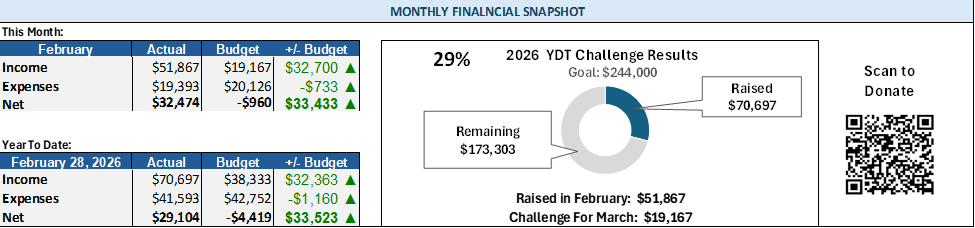 MONTHLY FINALNCIAL SNAPSHOT
This Month:
February Actual Budget +/- Budget
Income $51,867 $19,167 $32,700 ▲
Expenses $19,393 $20,126 -$733 ▲
Net $32,474 -$960 $33,433 ▲
YearTo Date:
February 28, 2026 Actual Budget +/- Budget
Income $70,697 $38,333 $32,363 ▲
Expenses $41,593 $42,752 -$1,160 ▲
Net $29,104 -$4,419 $33,523 ▲
29%
2026 YDT Challenge Results
Goal: $244,000
Raised
$70,697
Remaining
$173,303
Raised in February: $51,867
Challenge For March: $19,167
Scan to
Donate